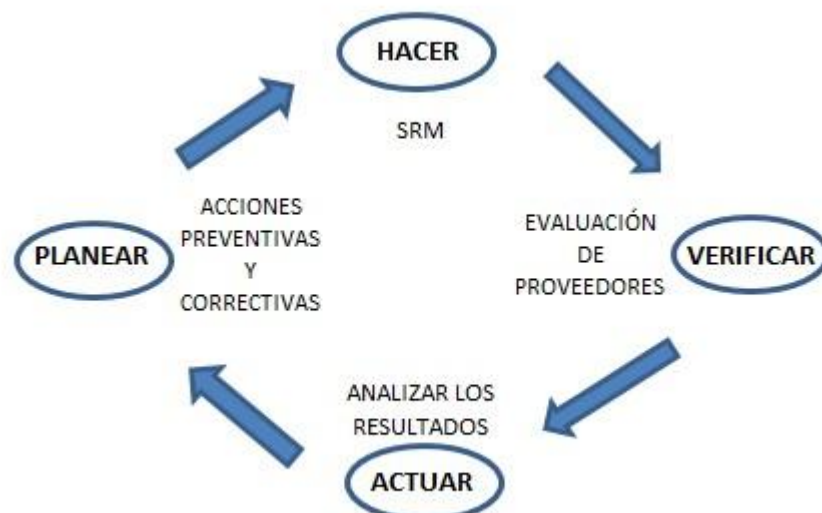 HACER
SRM
PLANEAR
ACCIONES
PREVENTIVAS
Y
CORRECTIVAS
EVALUACIÓN
DE
PROVEEDORES
VERIFICAR
ANALIZAR LOS
RESULTADOS
ACTUAR